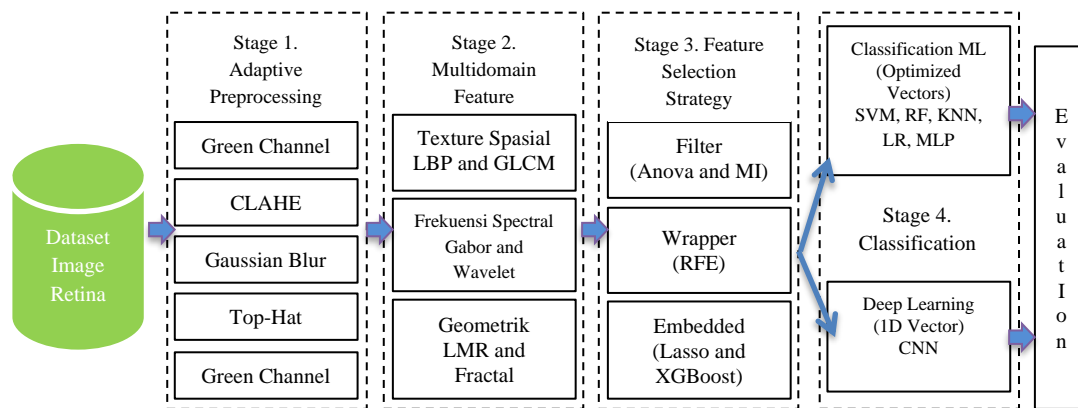 Dataset
Image
Retina
Stage 1.
Adaptive
Preprocessing
Green Channel
CLAHE
Gaussian Blur
Top-Hat
Green Channel
Stage 2.
Multidomain
Feature
Texture Spasial
LBP and GLCM
Frekuensi Spectral
Gabor and
Wavelet
Geometrik
LMR and
Fractal
Stage 3. Feature
Selection
Strategy
Filter
(Anova and MI)
Wrapper
(RFE)
Embedded
(Lasso and
XGBoost)
Classification ML
(Optimized
Vectors)
SVM, RF, KNN,
LR, MLP
Stage 4.
Classification
Deep Learning
(1D Vector)
CNN
E
v
a
l
u
a
t
I
o
n